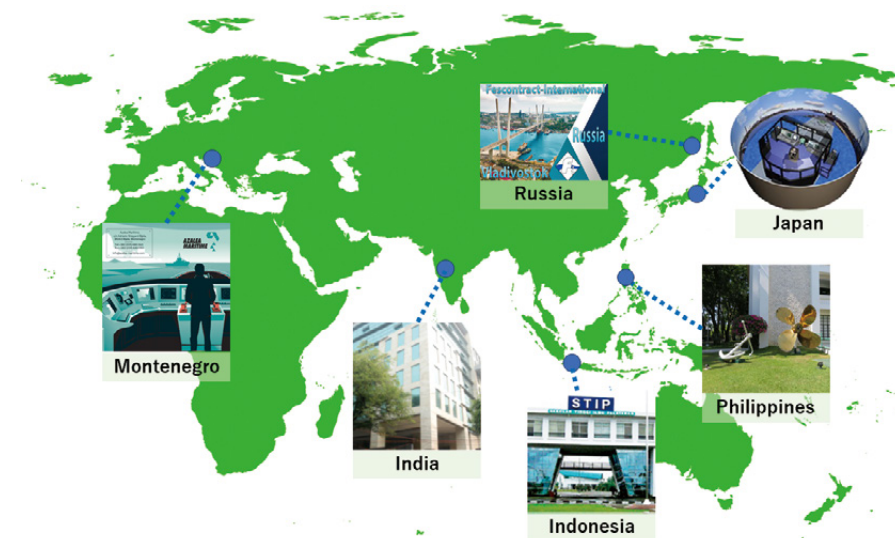 Fescontract-International
Russia
Vladivostok
Russia
Japan
AZALEA
MARITIME
Montenegro
India
STIP
Indonesia
Philippines